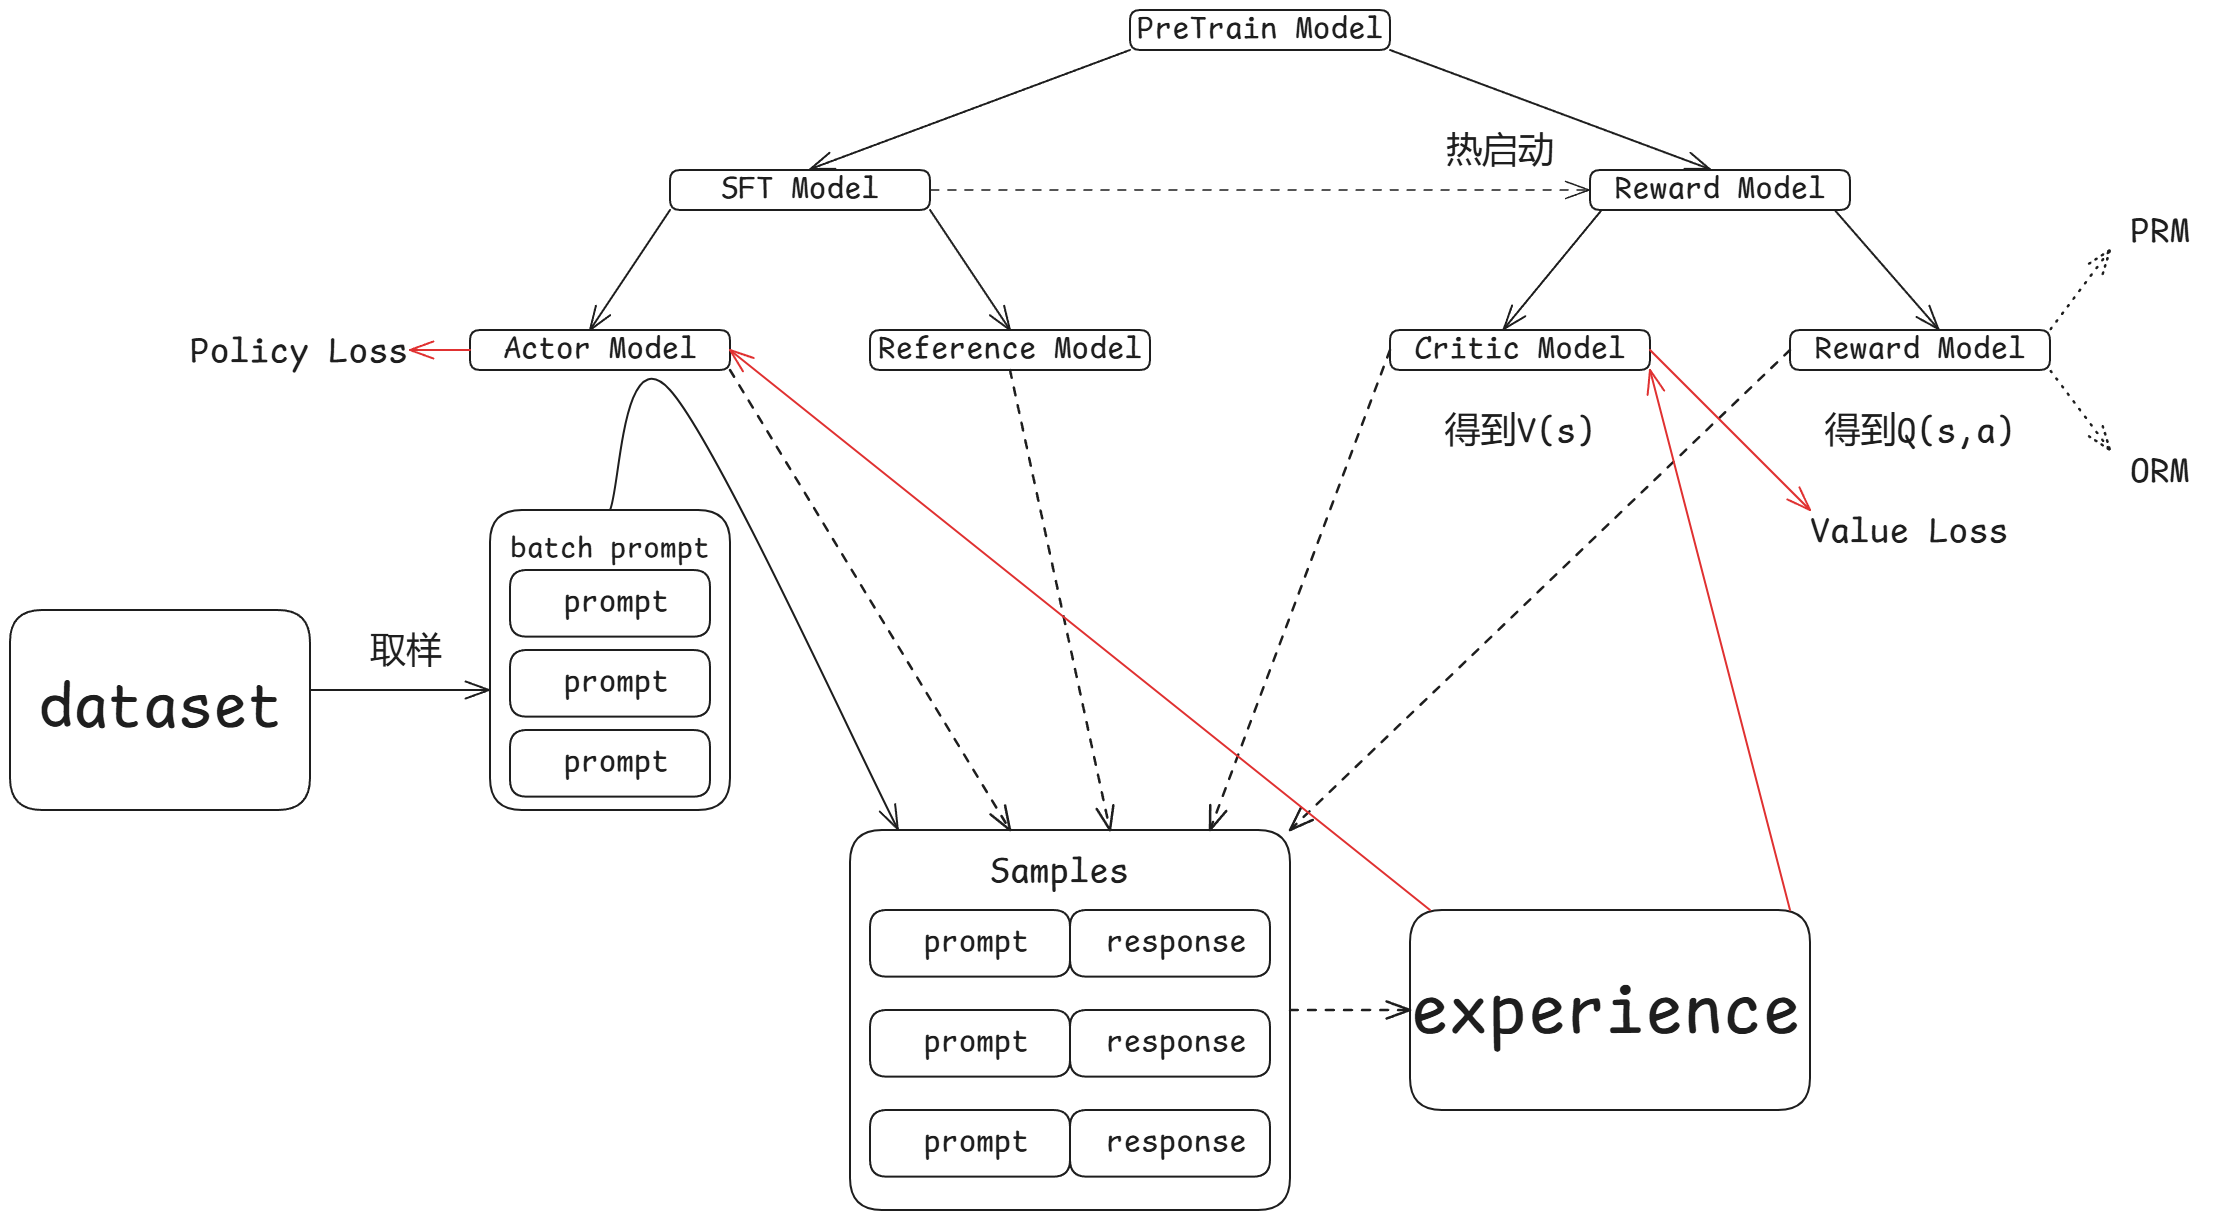 PreTrain Model
热启动
SFT Model
Reward Model
PRM
Policy Loss
Actor Model
Reference Model
Critic Model
Reward Model
得到V(s)
得到Q(s,a)
ORM
Value Loss
batch prompt
prompt
取样
prompt
dataset
prompt
Samples
prompt
response
experience
prompt
response
prompt
response